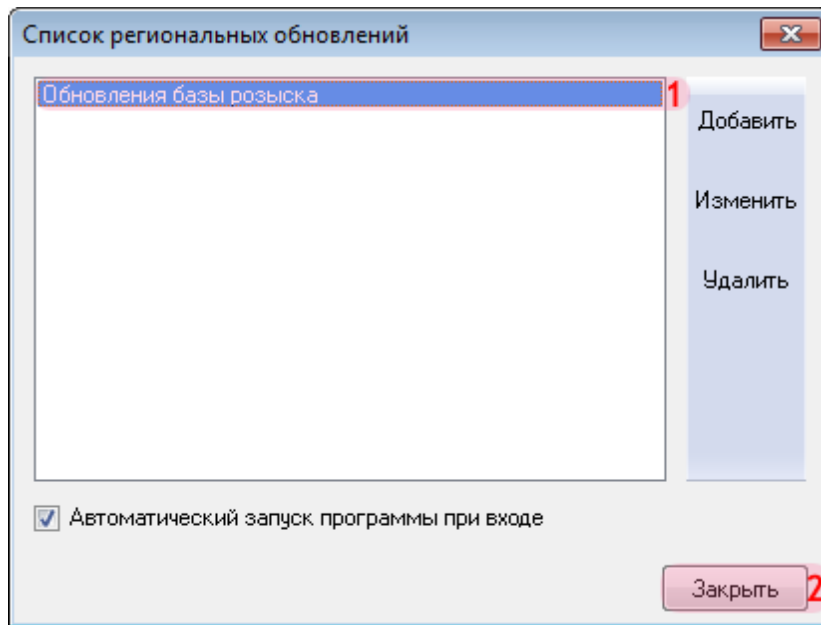 Список региональных обновлений
Обновления базы розыска 1
Добавить
Изменить
Удалить
Автоматический запуск программы при входе
Закрыть 2